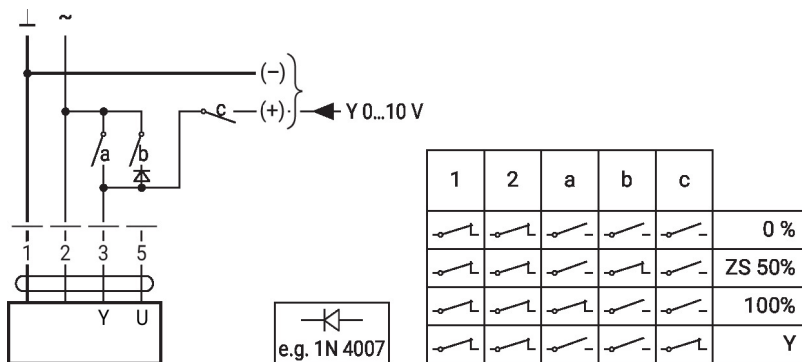 ⊥ ~
(–)
c (+) Y 0...10 V
a b
1 2 3 5
Y U
e.g. 1N 4007
1 2 a b c
0 %
ZS 50%
100%
Y